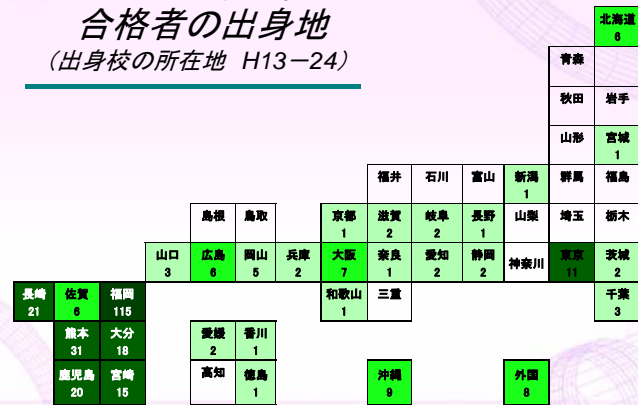 合格者の出身地
（出身校の所在地 H13－24）
北海道
6
青森
秋田 岩手
山形 宮城
1
福井 石川 富山 新潟 群馬 福島
1
島根 鳥取 京都 滋賀 岐阜 長野 山梨 埼玉 栃木
1 2 2 1
山口 広島 岡山 兵庫 大阪 奈良 愛知 静岡 神奈川 東京 茨城
3 6 5 2 7 1 2 2 11 2
長崎 佐賀 福岡 和歌山 三重 千葉
21 6 115 1 3
熊本 大分 愛媛 香川
31 18 2 1
鹿児島 宮崎 高知 徳島 沖縄 外国
20 15 1 9 8